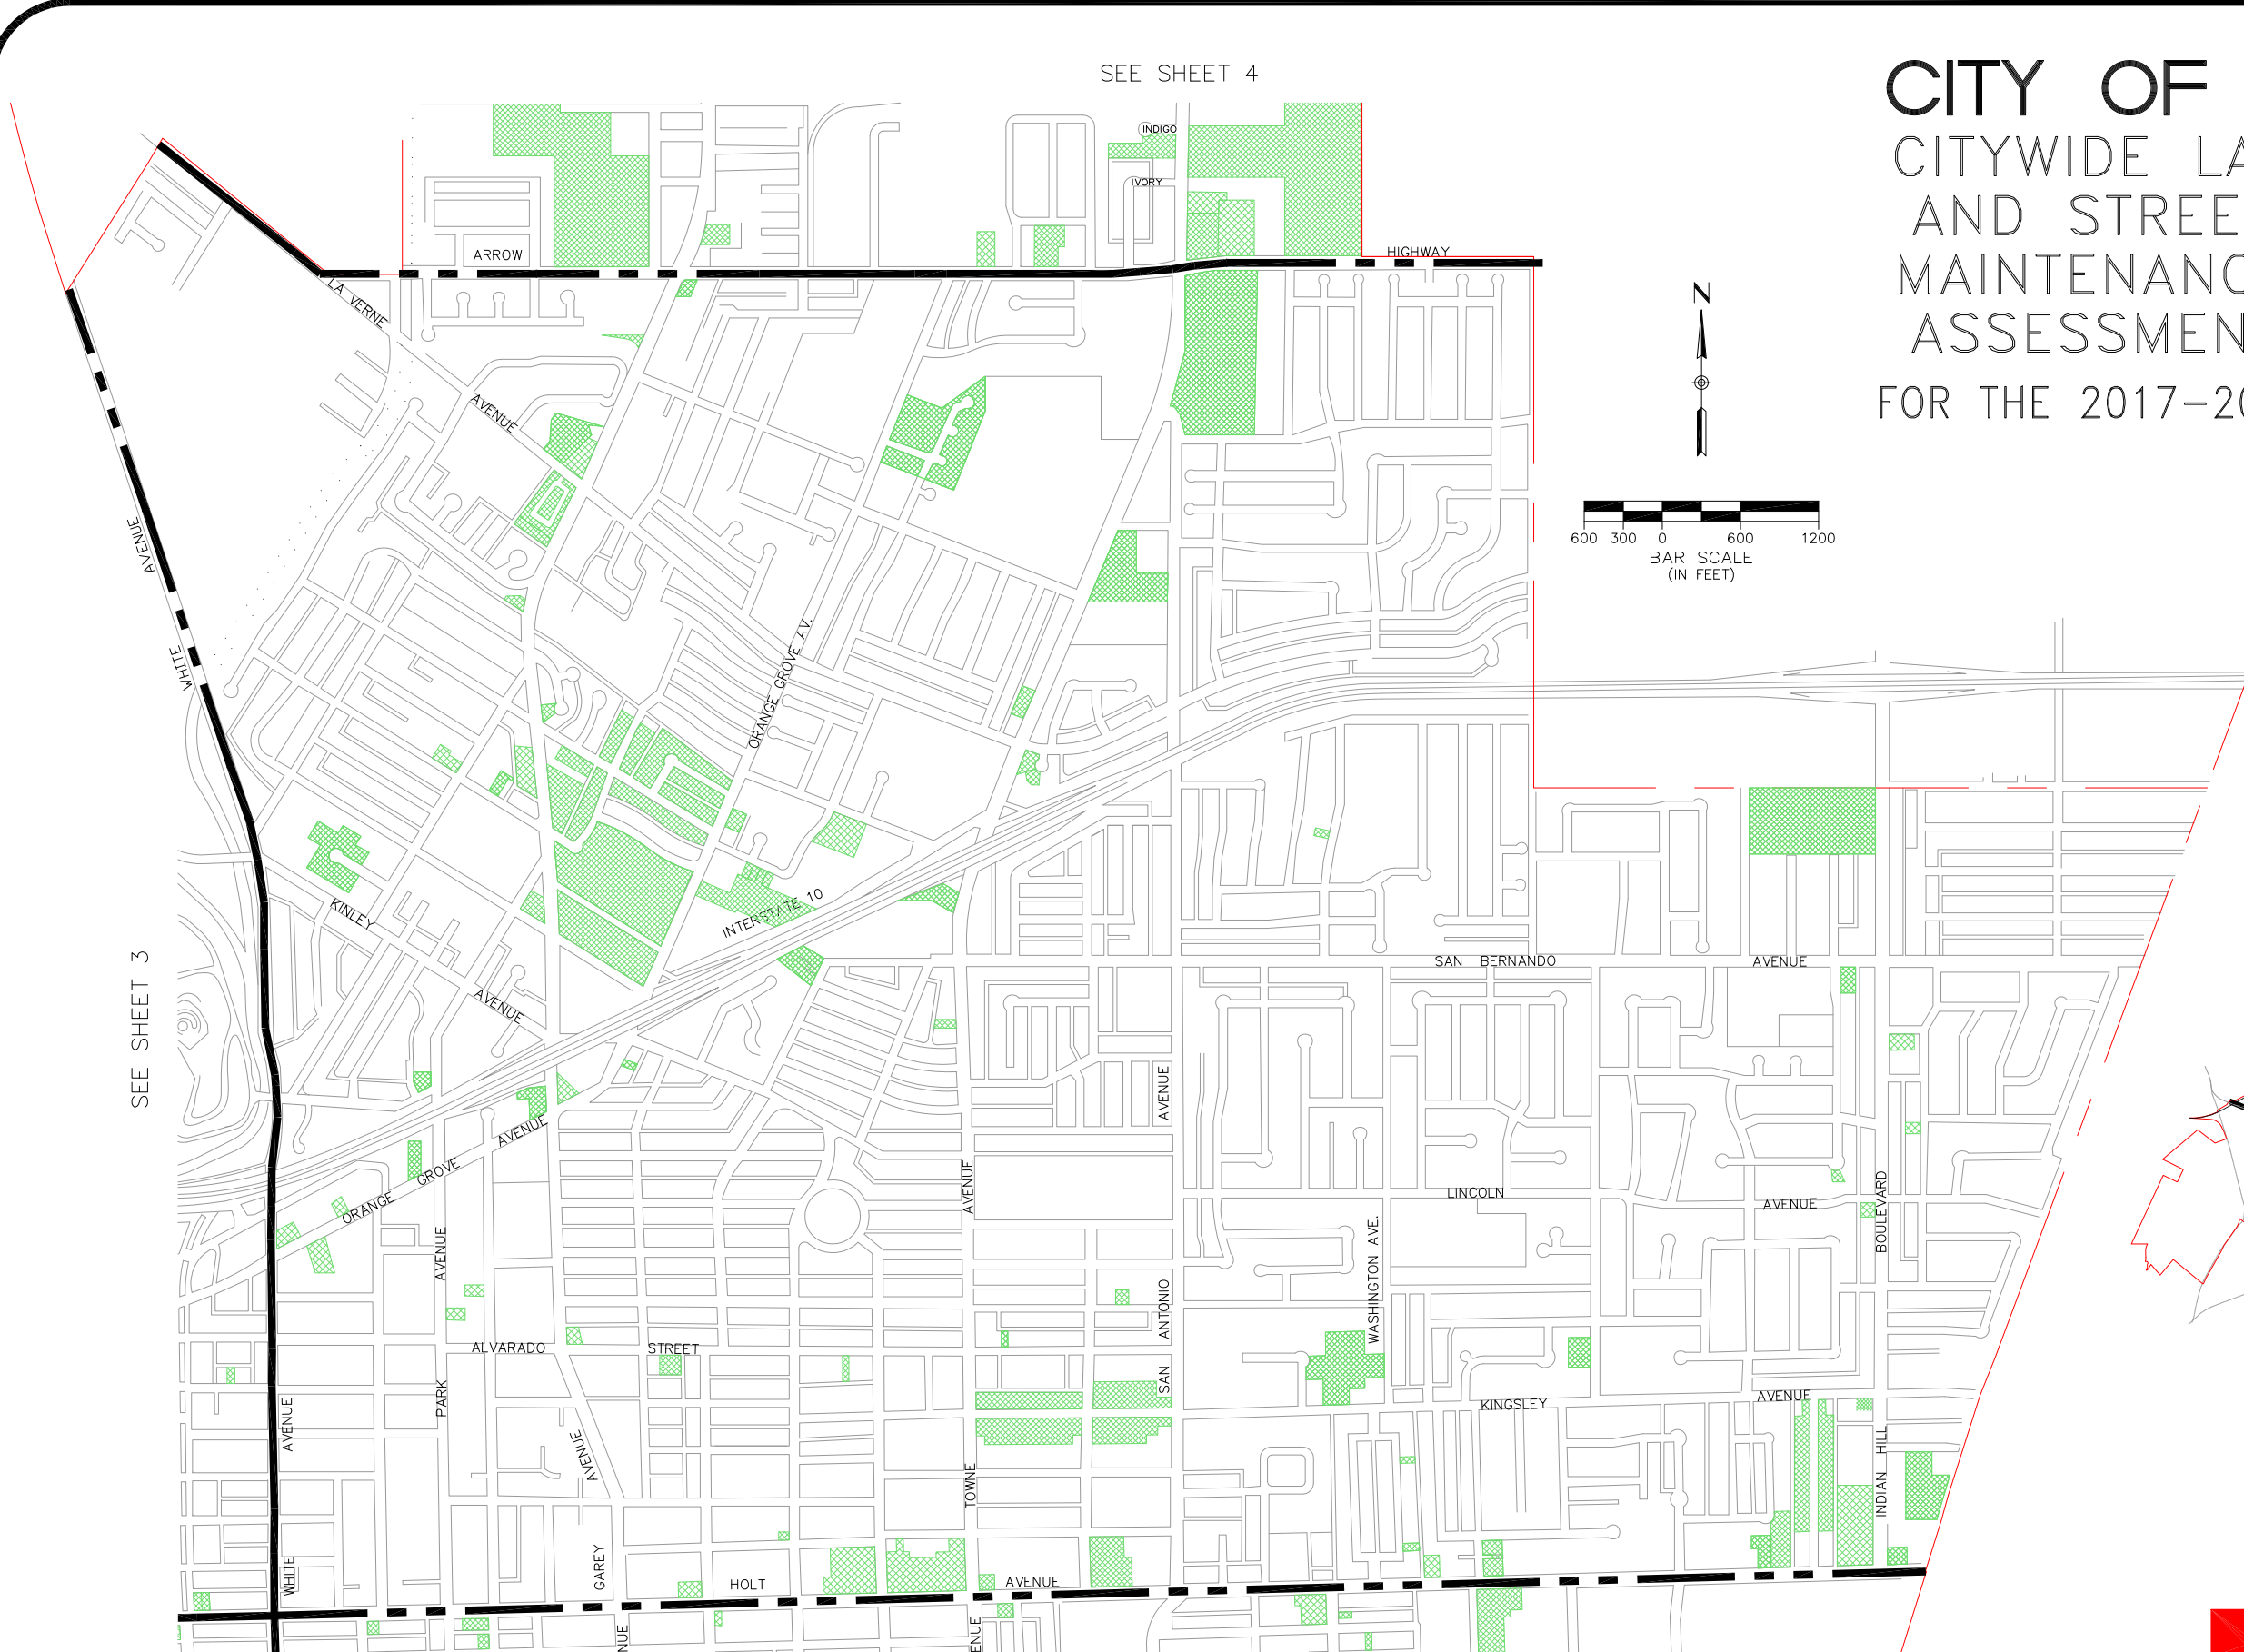 SEE SHEET 4
CITY OF
CITYWIDE LA
AND STREE
MAINTENANC
ASSESSMEN
FOR THE 2017-20
INDIGO
IVORY
ARROW
HIGHWAY
LA VERNE
AVENUE
N
600 300 0 600 1200
BAR SCALE
(IN FEET)
AVENUE
WHITE
ORANGE GROVE AV.
KINLEY
AVENUE
INTERSTATE 10
SEE SHEET 3
SAN BERNANDO
AVENUE
AVENUE
AVENUE
ORANGE GROVE
AVENUE
AVENUE
LINCOLN
AVENUE
BOULEVARD
WASHINGTON AVE.
AVENUE
ANTONIO
SAN
ALVARADO
STREET
PARK
AVENUE
AVENUE
KINGSLEY
AVENUE
INDIAN HILL
TOWNE
WHITE
GAREY
HOLT
AVENUE
NUE
ENUE